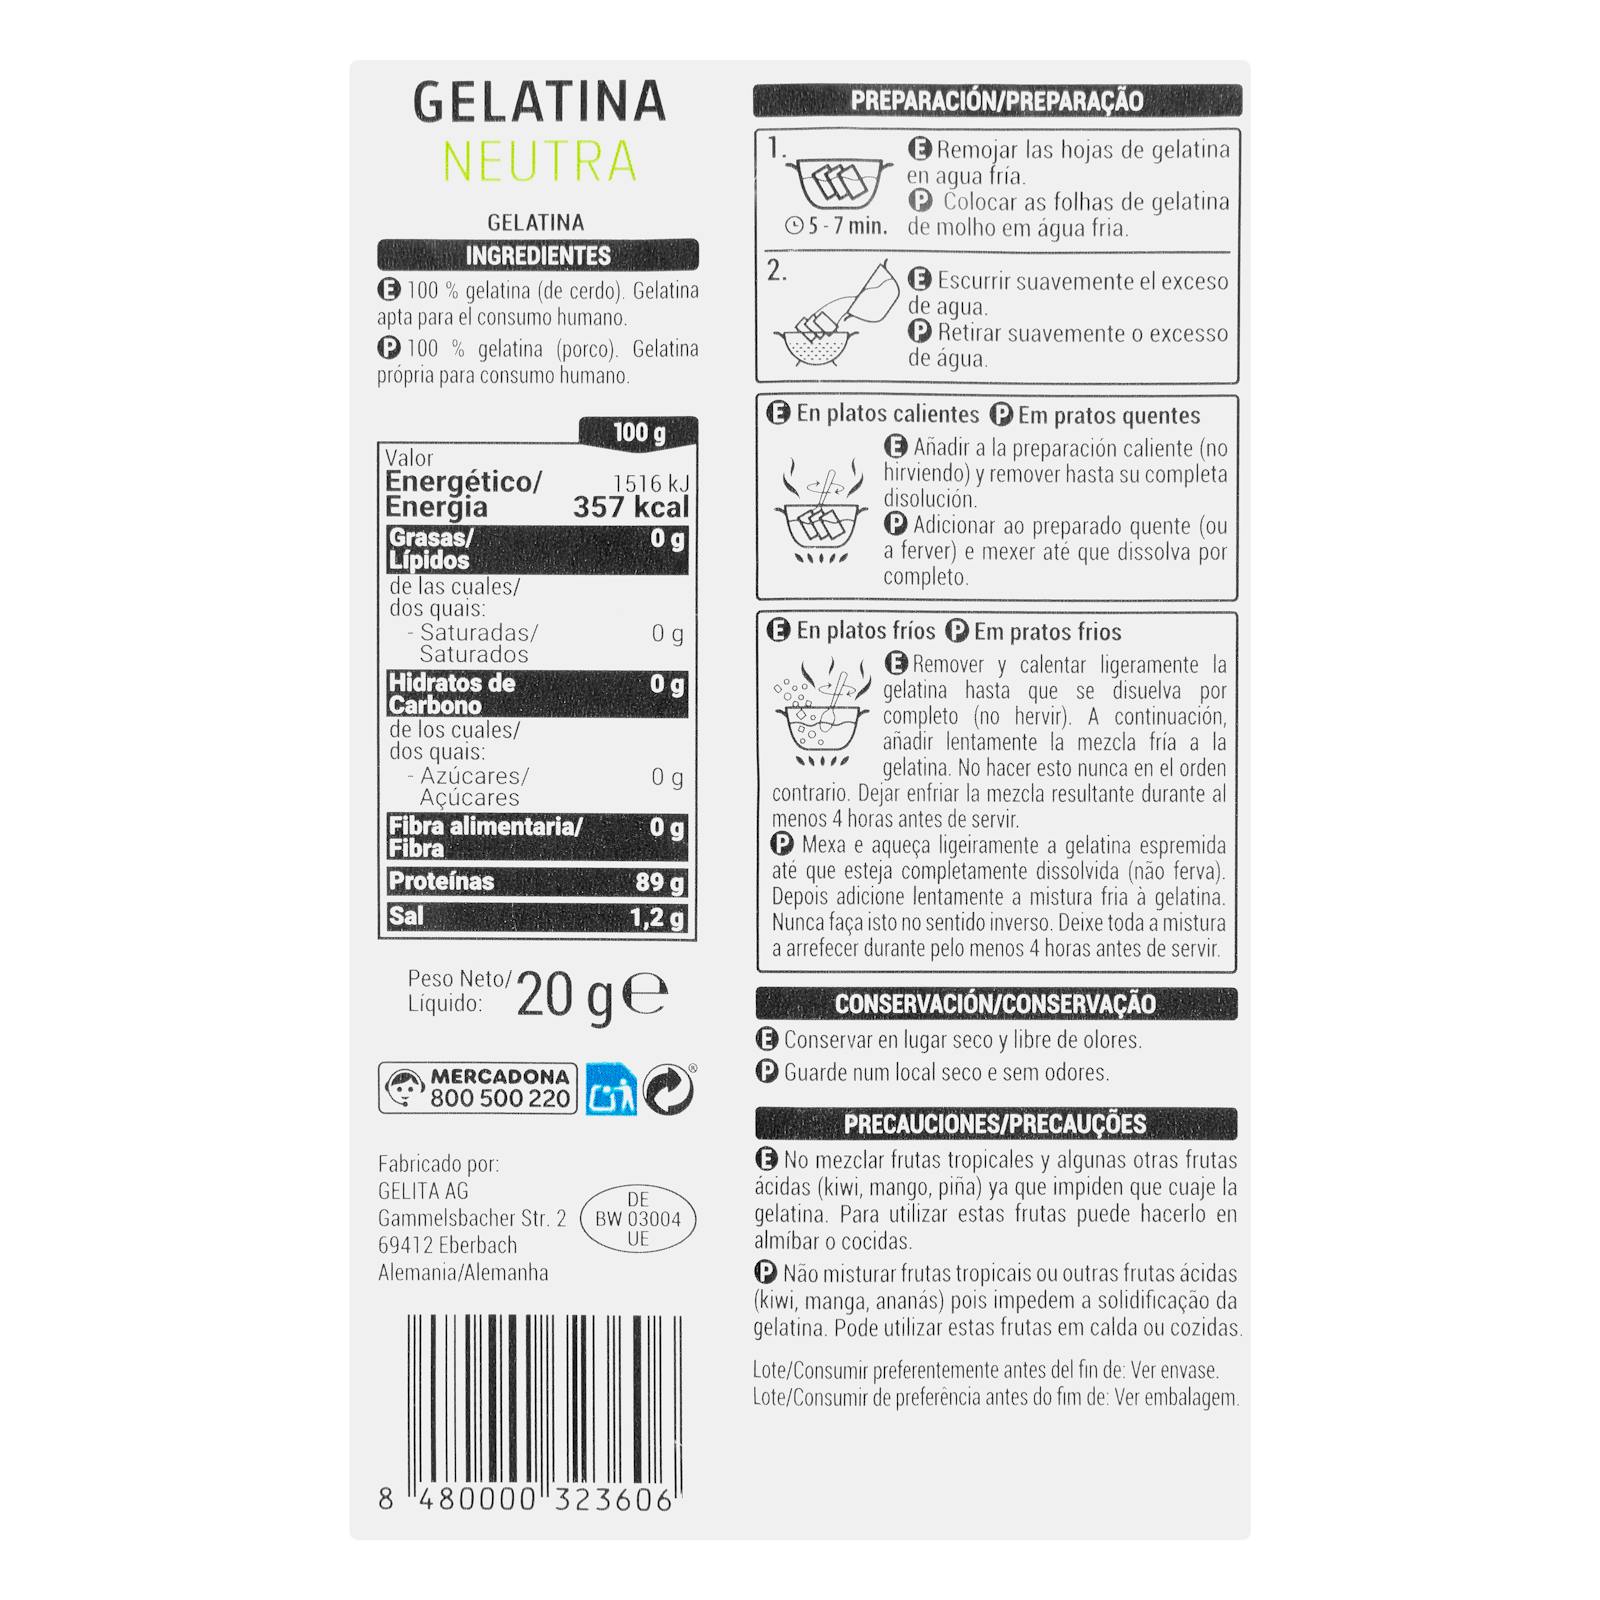 GELATINA
NEUTRA
GELATINA
INGREDIENTES
E 100 % gelatina (de cerdo). Gelatina
apta para el consumo humano.
P 100 % gelatina (porco). Gelatina
própria para consumo humano.
100 g
Valor
Energético/ 1516 kJ
Energia 357 kcal
Grasas/ 0 g
Lípidos
de las cuales/
dos quais:
- Saturadas/ 0 g
Saturados
Hidratos de 0 g
Carbono
de los cuales/
dos quais:
- Azúcares/ 0 g
Açúcares
Fibra alimentaria/ 0 g
Fibra
Proteínas 89 g
Sal 1,2 g
Peso Neto/
Líquido: 20 g e
MERCADONA
800 500 220
®
Fabricado por:
GELITA AG
Gammelsbacher Str. 2
69412 Eberbach
Alemania/Alemanha
DE
BW 03004
UE
8 480000 323606
PREPARACIÓN/PREPARAÇÃO
1.
5 - 7 min.
E Remojar las hojas de gelatina
en agua fría.
P Colocar as folhas de gelatina
de molho em água fria.
2.
E Escurrir suavemente el exceso
de agua.
P Retirar suavemente o excesso
de água.
E En platos calientes P Em pratos quentes
E Añadir a la preparación caliente (no
hirviendo) y remover hasta su completa
disolución.
P Adicionar ao preparado quente (ou
a ferver) e mexer até que dissolva por
completo.
E En platos fríos P Em pratos frios
E Remover y calentar ligeramente la
gelatina hasta que se disuelva por
completo (no hervir). A continuación,
añadir lentamente la mezcla fría a la
gelatina. No hacer esto nunca en el orden
contrario. Dejar enfriar la mezcla resultante durante al
menos 4 horas antes de servir.
P Mexa e aqueça ligeiramente a gelatina espremida
até que esteja completamente dissolvida (não ferva).
Depois adicione lentamente a mistura fria à gelatina.
Nunca faça isto no sentido inverso. Deixe toda a mistura
a arrefecer durante pelo menos 4 horas antes de servir.
CONSERVACIÓN/CONSERVAÇÃO
E Conservar en lugar seco y libre de olores.
P Guarde num local seco e sem odores.
PRECAUCIONES/PRECAUÇÕES
E No mezclar frutas tropicales y algunas otras frutas
ácidas (kiwi, mango, piña) ya que impiden que cuaje la
gelatina. Para utilizar estas frutas puede hacerlo en
almíbar o cocidas.
P Não misturar frutas tropicais ou outras frutas ácidas
(kiwi, manga, ananás) pois impedem a solidificação da
gelatina. Pode utilizar estas frutas em calda ou cozidas.
Lote/Consumir preferentemente antes del fin de: Ver envase.
Lote/Consumir de preferência antes do fim de: Ver embalagem.